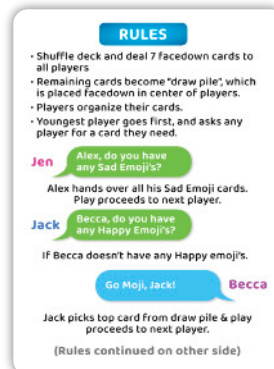 RULES
· Shuffle deck and deal 7 facedown cards to
all players
· Remaining cards become "draw pile", which
is placed facedown in center of players.
· Players organize their cards.
· Youngest player goes first, and asks any
player for a card they need.
Jen
Alex, do you have
any Sad Emoji's?
Alex hands over all his Sad Emoji cards.
Play proceeds to next player.
Jack
Becca, do you have
any Happy Emoji's?
If Becca doesn't have any Happy emoji's.
Go Moji, Jack!
Becca
Jack picks top card from draw pile & play
proceeds to next player.
(Rules continued on other side)